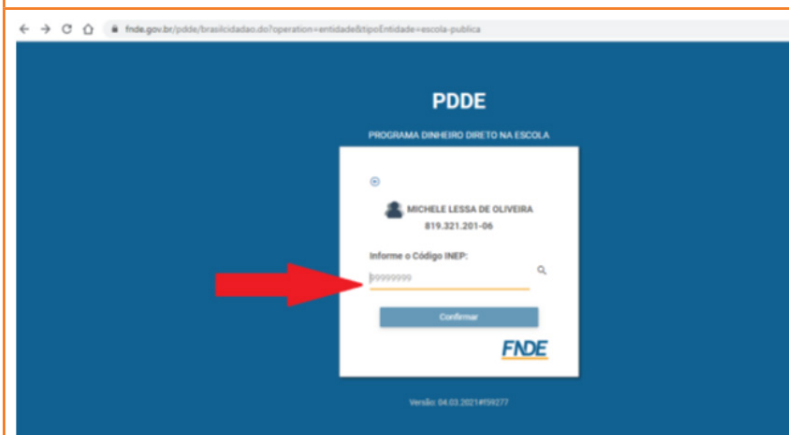 fnde.gov.br/pdde/brasilcidadao.do?operation=entidade&tipoEntidade=escola-publica
PDDE
PROGRAMA DINHEIRO DIRETO NA ESCOLA
MICHELE LESSA DE OLIVEIRA
819.321.201-06
Informe o Código INEP:
99999999
Confirmar
FNDE
Versão: 04.03.2021#f59277